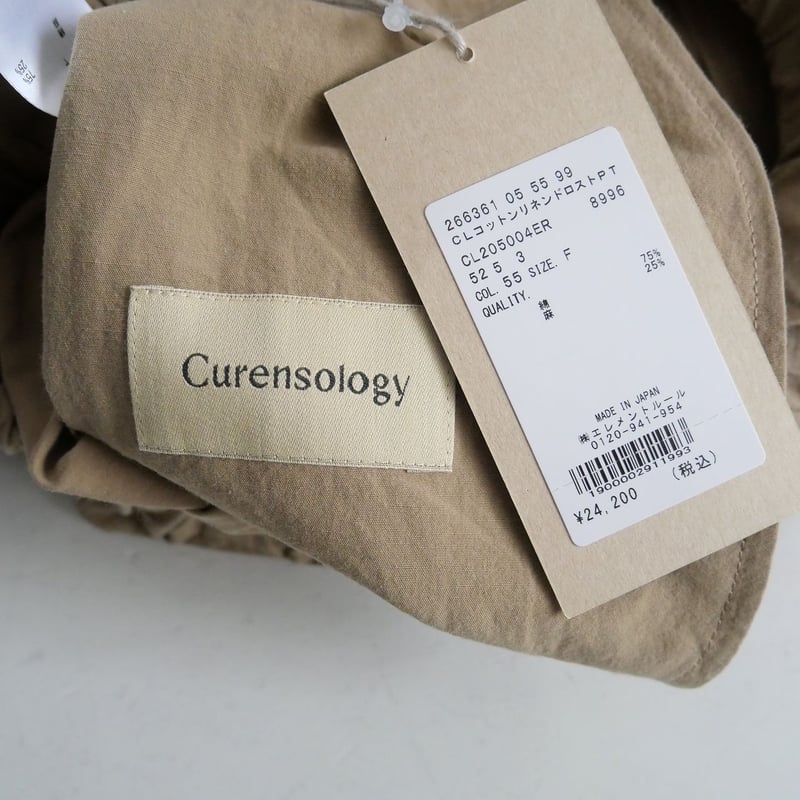 Curensology
266361 05 55 99
CLコットンリネンドロストPT
CL205004ER 8996
52 5 3
COL. 55 SIZE. F
QUALITY. 綿 75%
麻 25%
MADE IN JAPAN
㈱エレメントルール
0120-941-954
1900002911993
¥24,200 (税込)
75%
25%